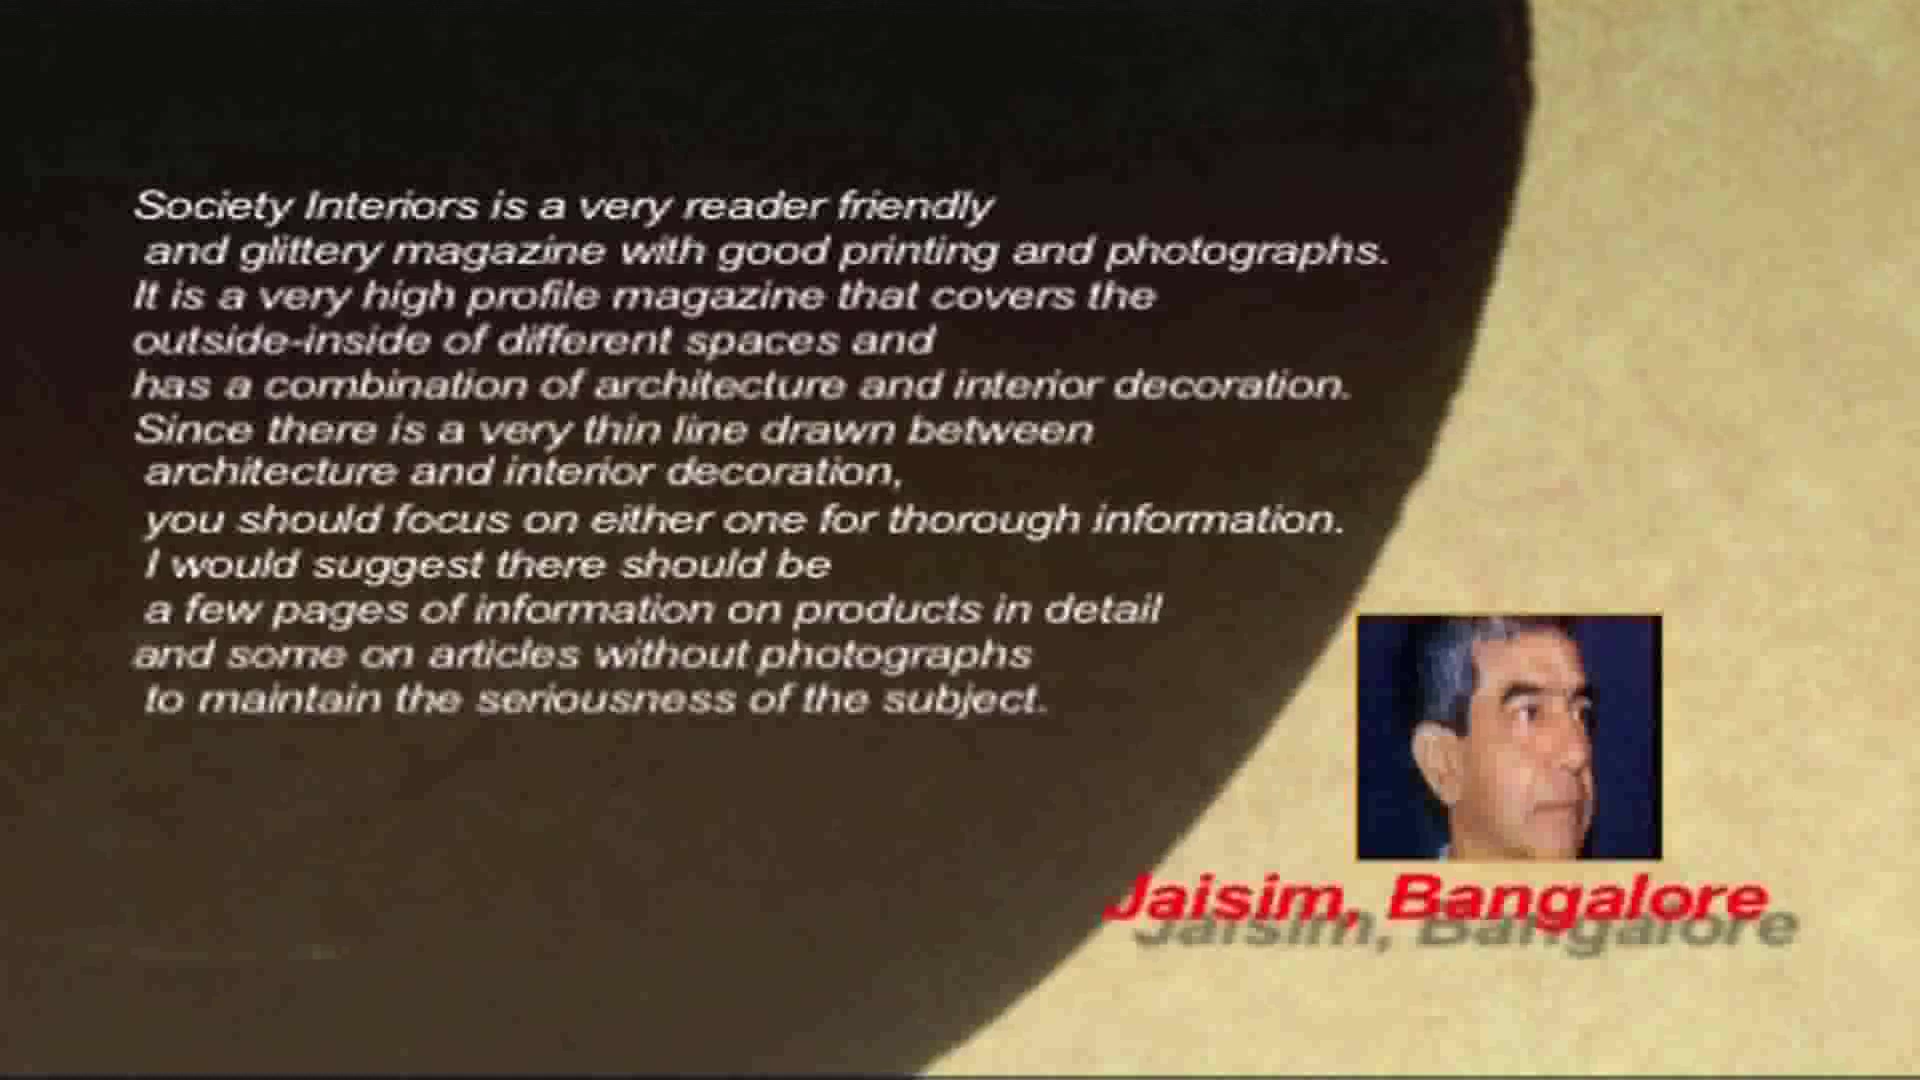 Society Interiors is a very reader friendly
and glittery magazine with good printing and photographs.
It is a very high profile magazine that covers the
outside-inside of different spaces and
has a combination of architecture and interior decoration.
Since there is a very thin line drawn between
architecture and interior decoration,
you should focus on either one for thorough information.
I would suggest there should be
a few pages of information on products in detail
and some on articles without photographs
to maintain the seriousness of the subject.
Jaisim, Bangalore